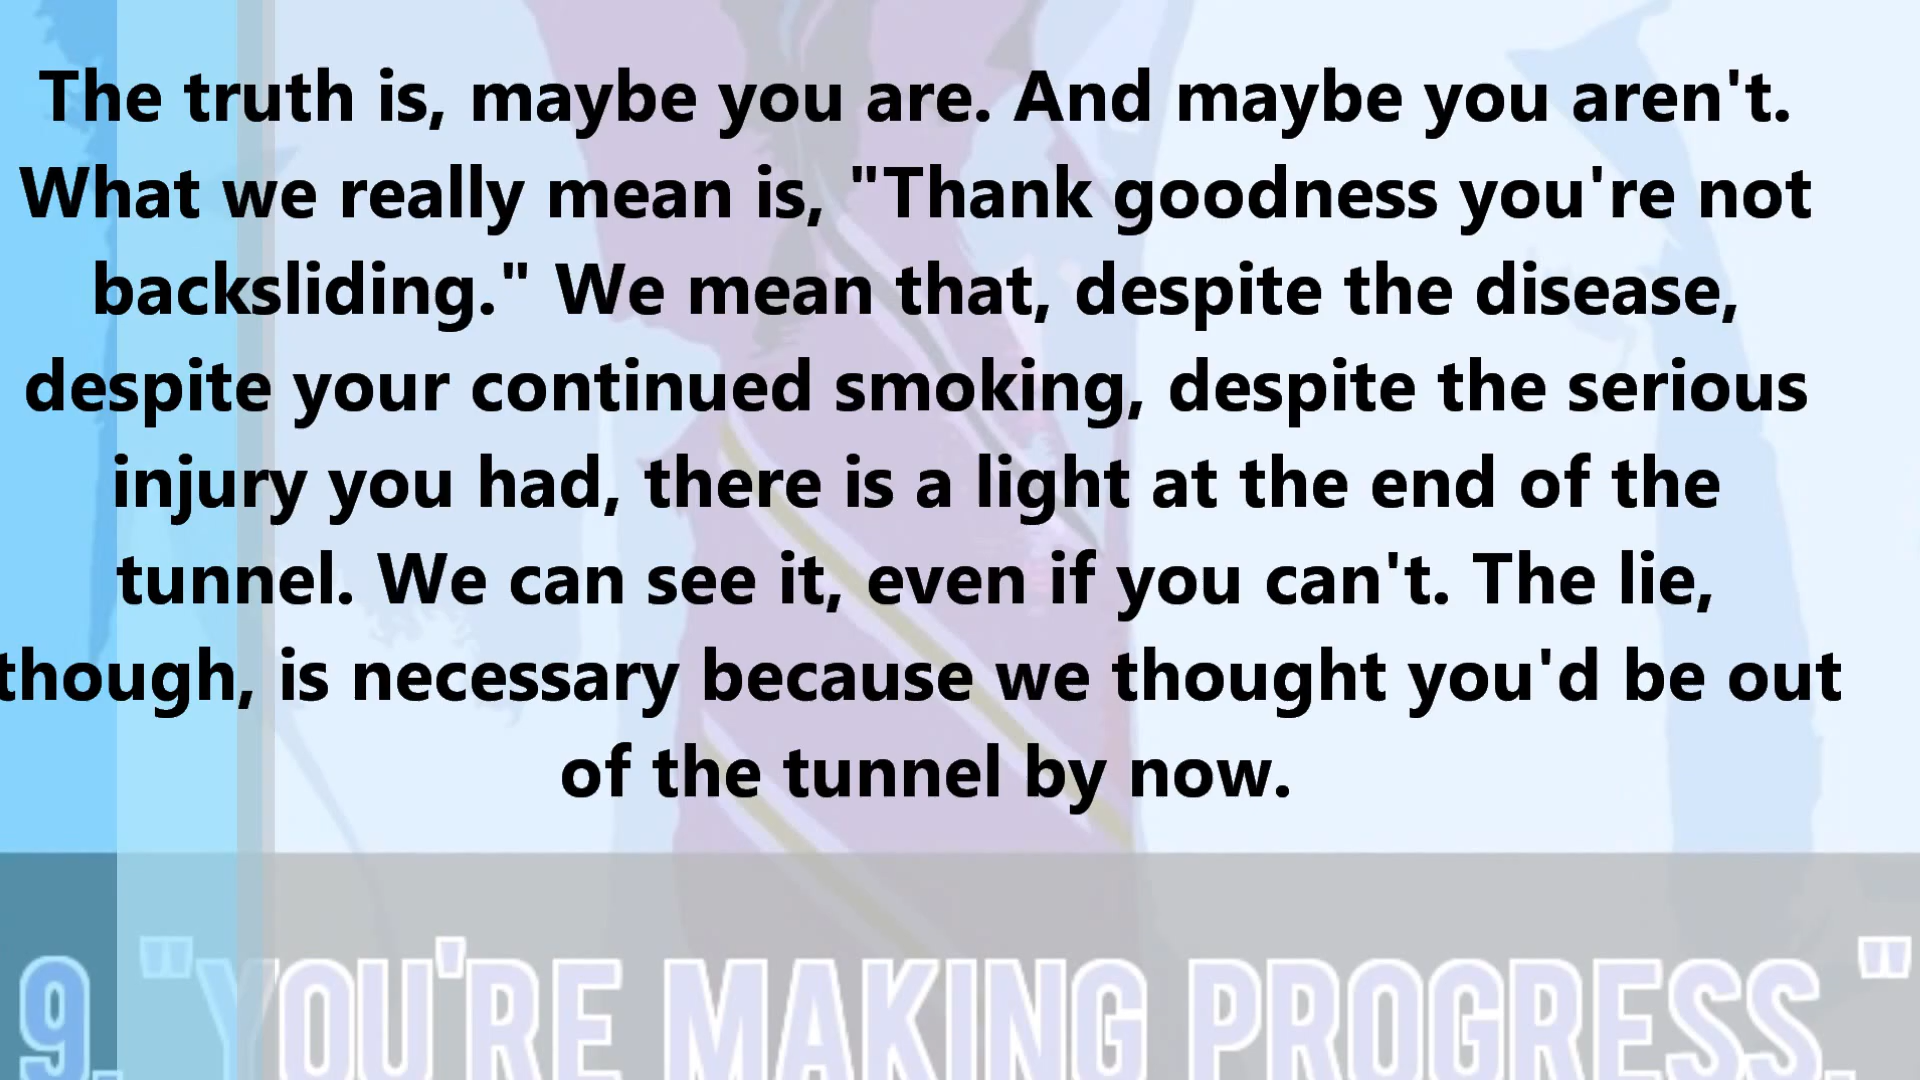 The truth is, maybe you are. And maybe you aren't.
What we really mean is, "Thank goodness you're not
backsliding." We mean that, despite the disease,
despite your continued smoking, despite the serious
injury you had, there is a light at the end of the
tunnel. We can see it, even if you can't. The lie,
though, is necessary because we thought you'd be out
of the tunnel by now.
9. "YOU'RE MAKING PROGRESS."